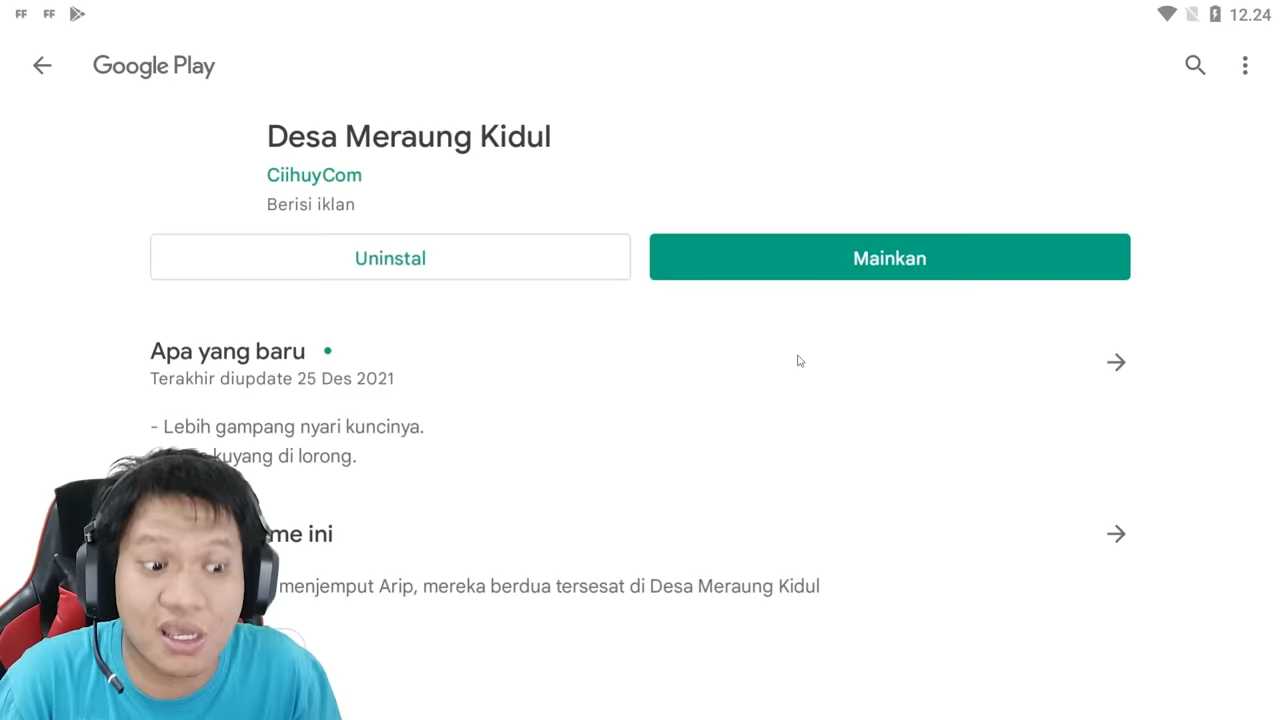 FF FF 12.24
Google Play
Desa Meraung Kidul
CiihuyCom
Berisi iklan
Uninstal Mainkan
Apa yang baru
Terakhir diupdate 25 Des 2021
- Lebih gampang nyari kuncinya.
kuyang di lorong.
me ini
menjemput Arip, mereka berdua tersesat di Desa Meraung Kidul